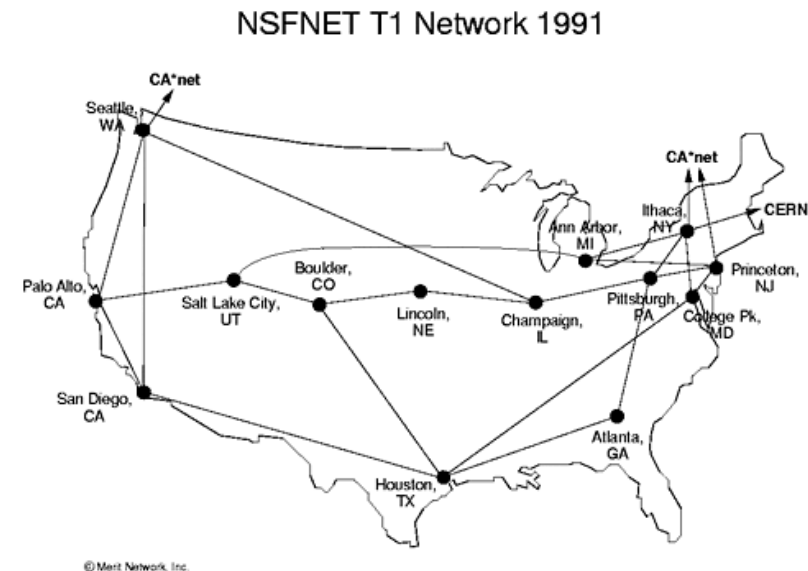 NSFNET T1 Network 1991
CA*net
Seattle,
WA
CA*net
Ithaca,
NY
CERN
Ann Arbor,
MI
Boulder,
CO
Palo Alto,
CA
Salt Lake City,
UT
Lincoln,
NE
Champaign,
IL
Pittsburgh,
PA
Princeton,
NJ
College Pk,
MD
San Diego,
CA
Atlanta,
GA
Houston,
TX
© Merit Network, Inc.